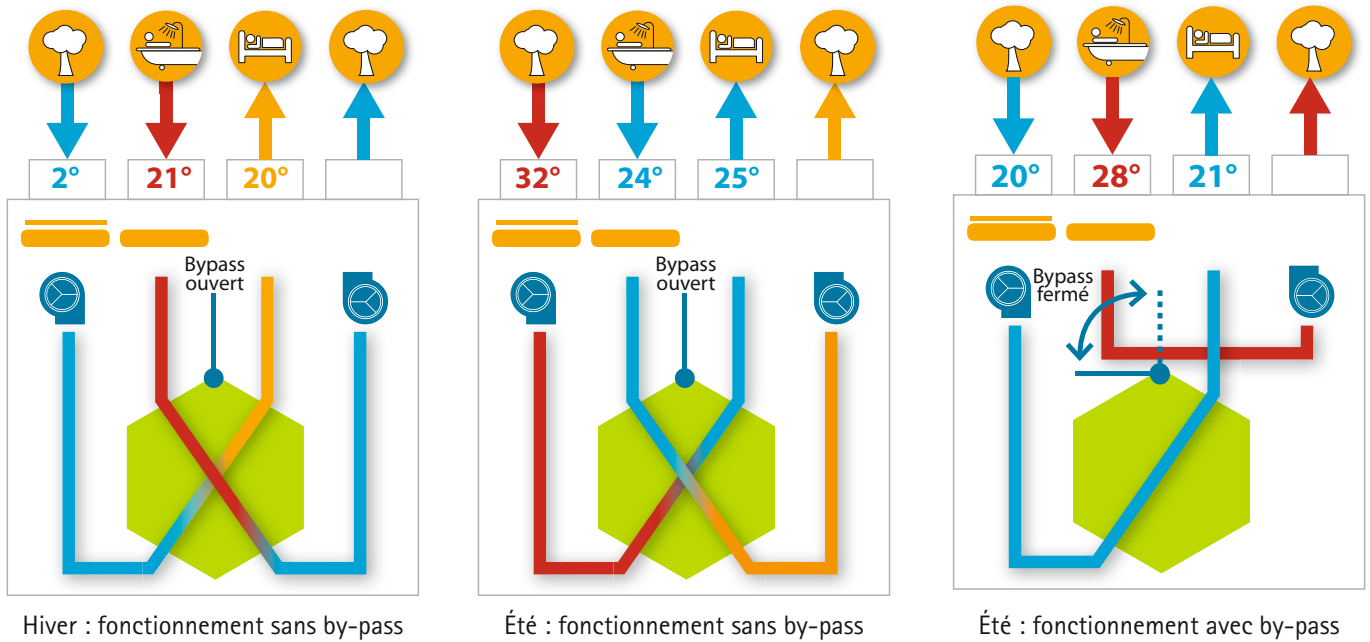 2° 21° 20°
Bypass
ouvert
Hiver : fonctionnement sans by-pass
32° 24° 25°
Bypass
ouvert
Été : fonctionnement sans by-pass
20° 28° 21°
Bypass
fermé
Été : fonctionnement avec by-pass